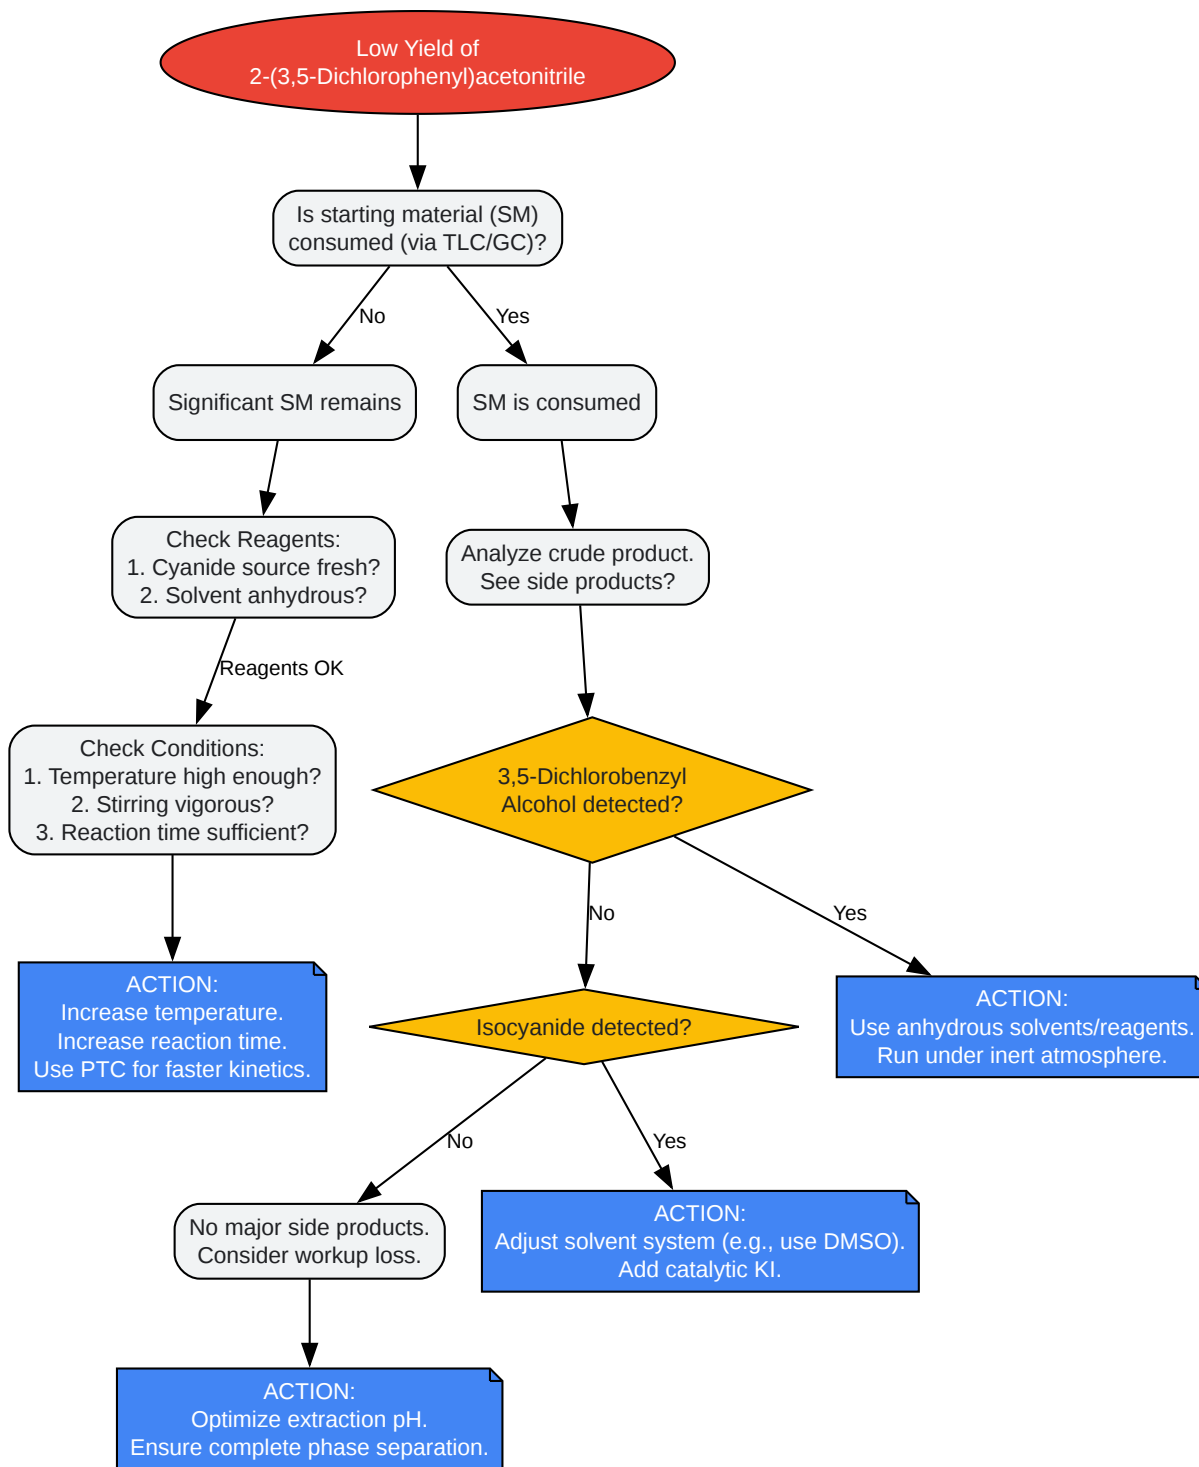 Low Yield of
2-(3,5-Dichlorophenyl)acetonitrile
Is starting material (SM)
consumed (via TLC/GC)?
No
Yes
Significant SM remains
SM is consumed
Check Reagents:
1. Cyanide source fresh?
2. Solvent anhydrous?
Analyze crude product.
See side products?
Reagents OK
Check Conditions:
1. Temperature high enough?
2. Stirring vigorous?
3. Reaction time sufficient?
3,5-Dichlorobenzyl
Alcohol detected?
No
Yes
ACTION:
Increase temperature.
Increase reaction time.
Use PTC for faster kinetics.
Isocyanide detected?
ACTION:
Use anhydrous solvents/reagents.
Run under inert atmosphere.
No
Yes
No major side products.
Consider workup loss.
ACTION:
Adjust solvent system (e.g., use DMSO).
Add catalytic KI.
ACTION:
Optimize extraction pH.
Ensure complete phase separation.